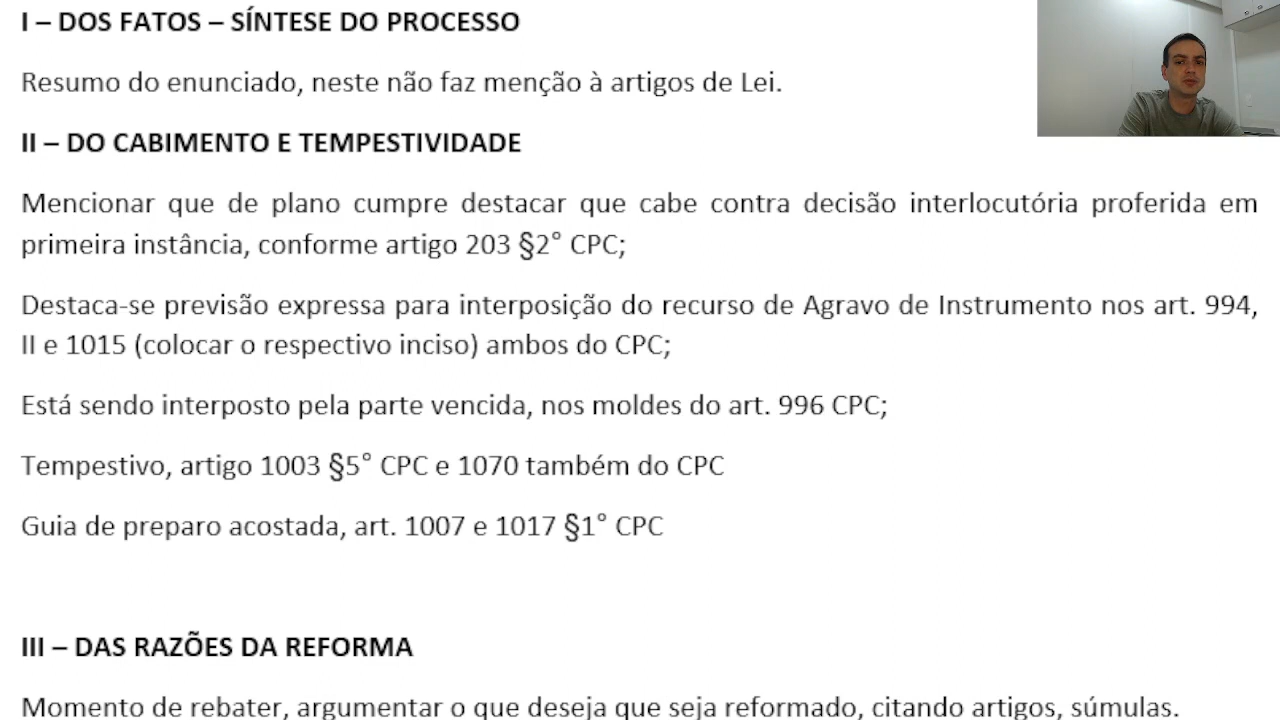 I – DOS FATOS – SÍNTESE DO PROCESSO
Resumo do enunciado, neste não faz menção à artigos de Lei.
II – DO CABIMENTO E TEMPESTIVIDADE
Mencionar que de plano cumpre destacar que cabe contra decisão interlocutória proferida em
primeira instância, conforme artigo 203 §2° CPC;
Destaca-se previsão expressa para interposição do recurso de Agravo de Instrumento nos art. 994,
II e 1015 (colocar o respectivo inciso) ambos do CPC;
Está sendo interposto pela parte vencida, nos moldes do art. 996 CPC;
Tempestivo, artigo 1003 §5° CPC e 1070 também do CPC
Guia de preparo acostada, art. 1007 e 1017 §1° CPC
III – DAS RAZÕES DA REFORMA
Momento de rebater, argumentar o que deseja que seja reformado, citando artigos, súmulas.